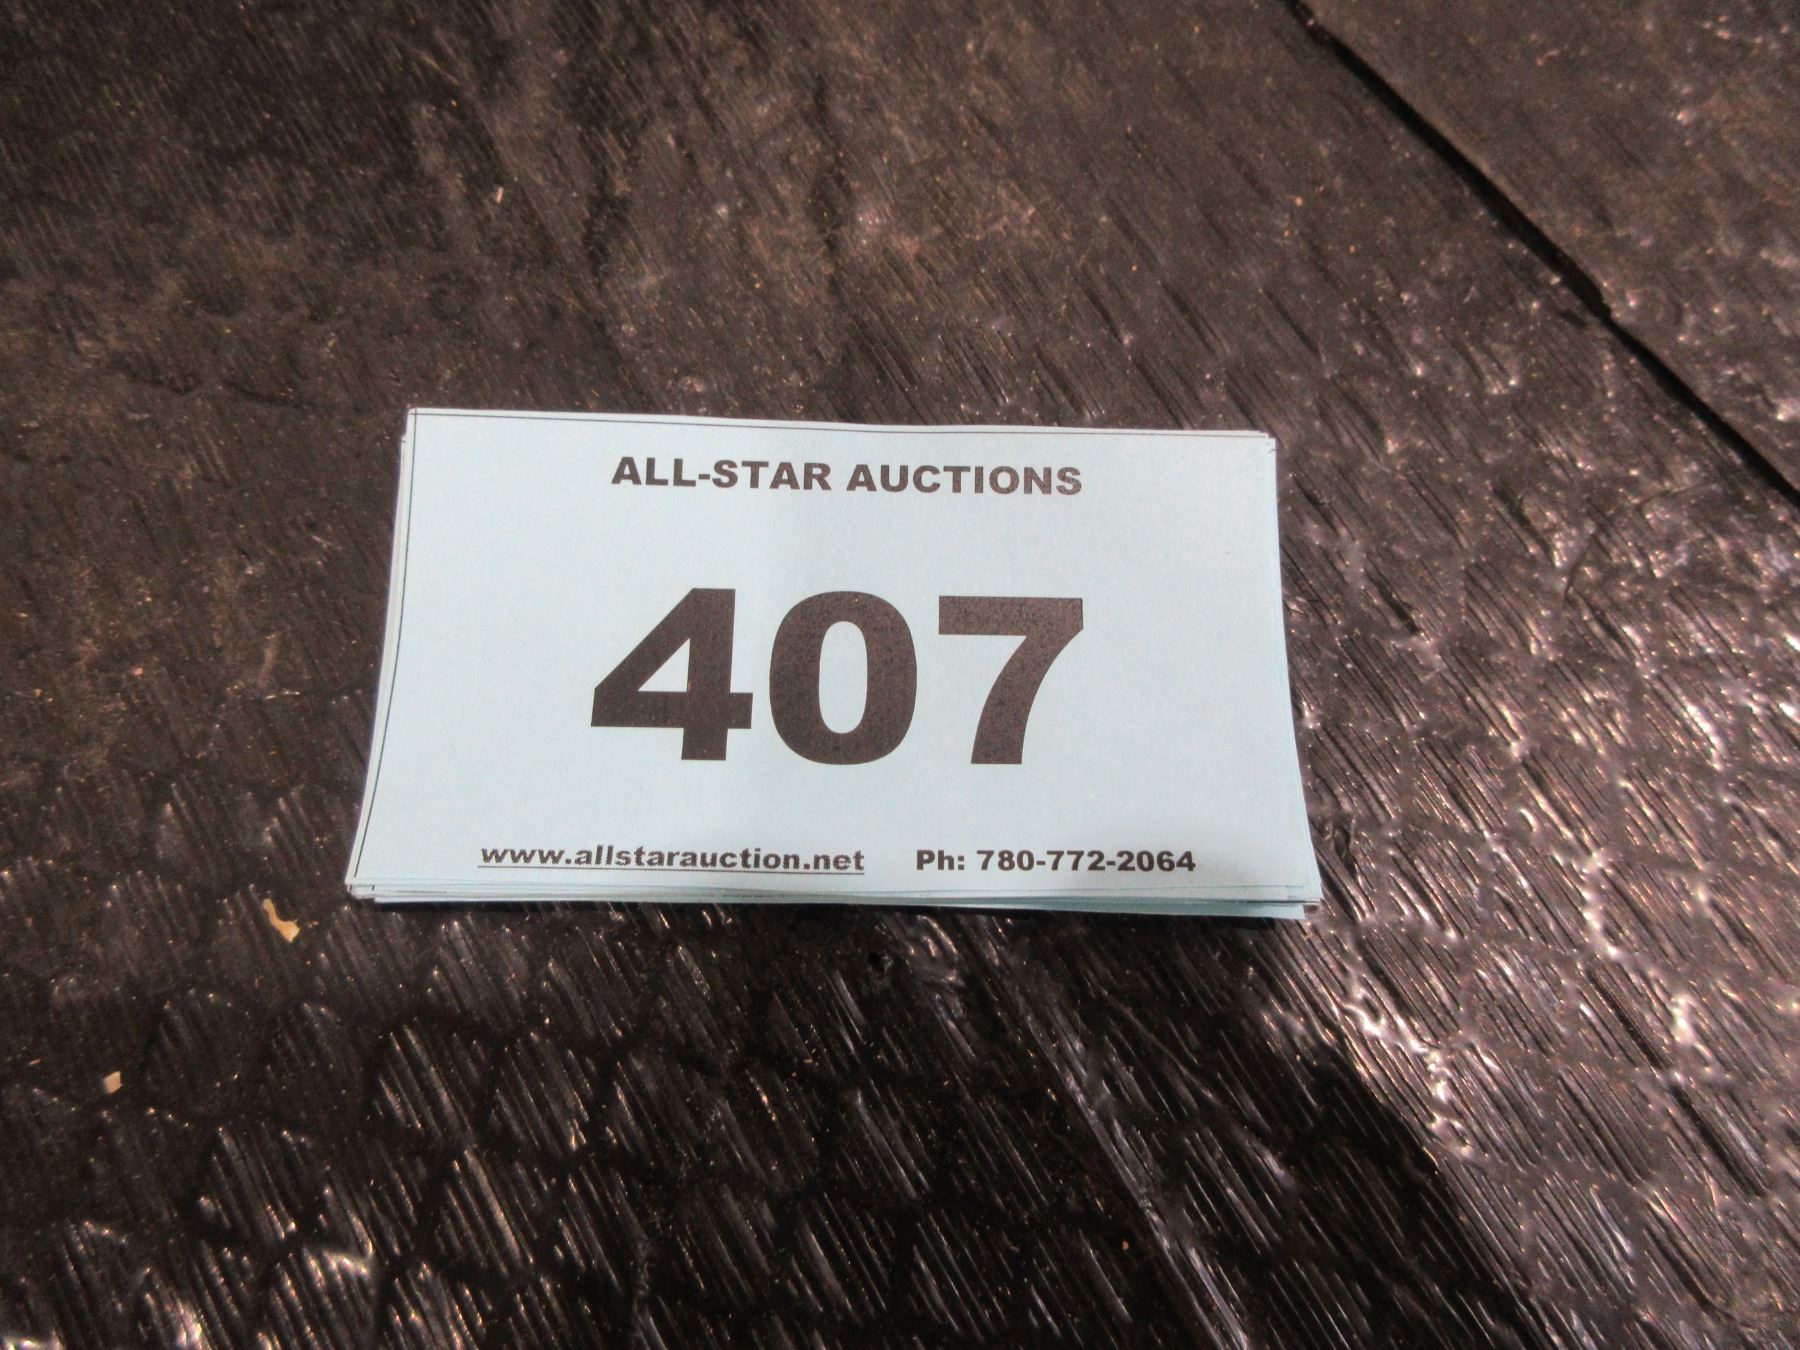 ALL-STAR AUCTIONS
407
www.allstarauction.net Ph: 780-772-2064